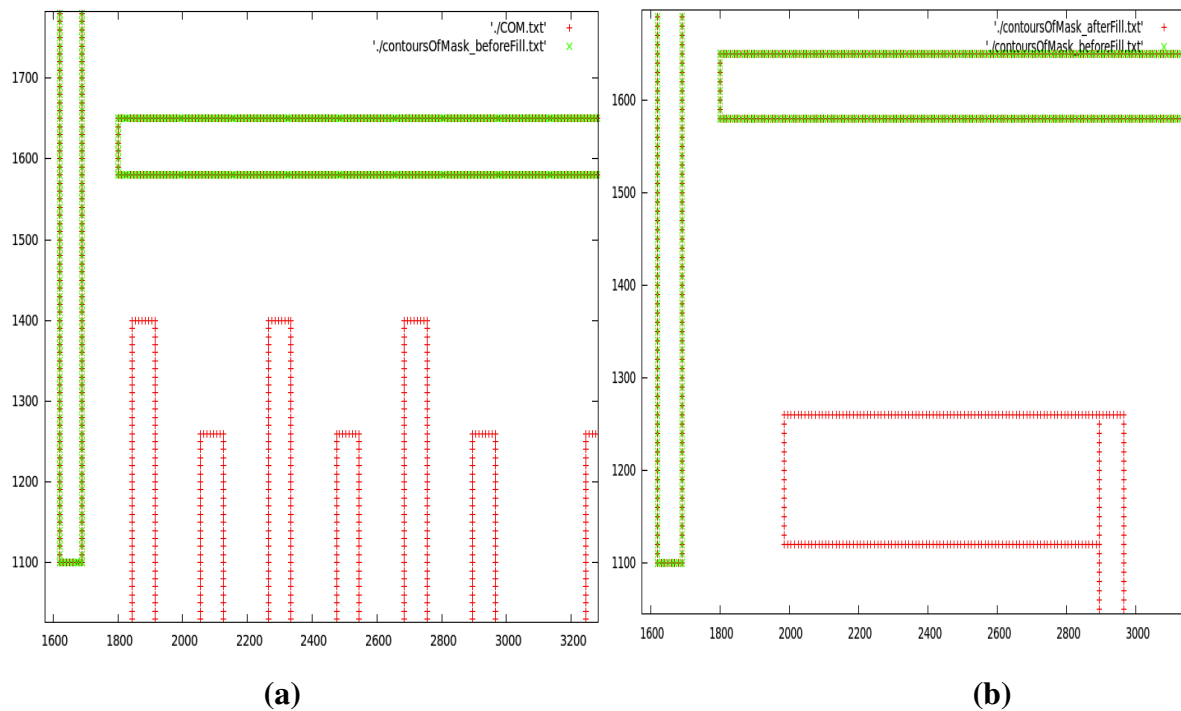 './COM.txt' +
'./contoursOfMask_beforeFill.txt' ×
1700
1600
1500
1400
1300
1200
1100
1600 1800 2000 2200 2400 2600 2800 3000 3200
(a)
'./contoursOfMask_afterFill.txt' +
'./contoursOfMask_beforeFill.txt' ×
1600
1500
1400
1300
1200
1100
1600 1800 2000 2200 2400 2600 2800 3000
(b)